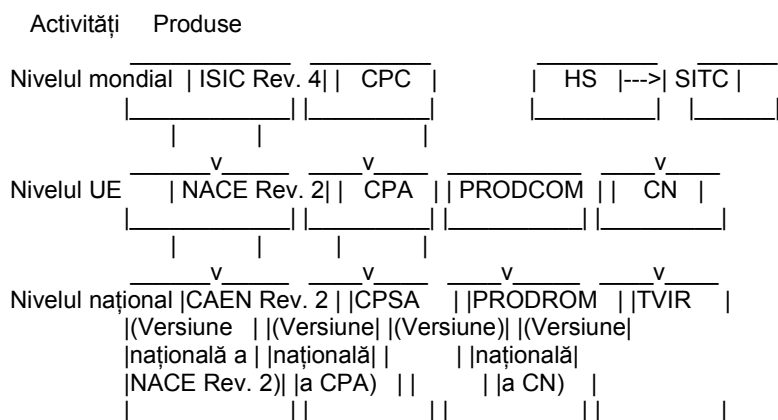 Activități Produse
Nivelul mondial | ISIC Rev. 4| | CPC | | HS |--->| SITC |
Nivelul UE | NACE Rev. 2| | CPA | | PRODCOM | | CN |
Nivelul național |CAEN Rev. 2 | |CPSA | |PRODROM | |TVIR |
|(Versiune | |(Versiune| |(Versiune)| |(Versiune|
|națională a | |națională| | | |națională|
|NACE Rev. 2)| |a CPA) | | | |a CN) |